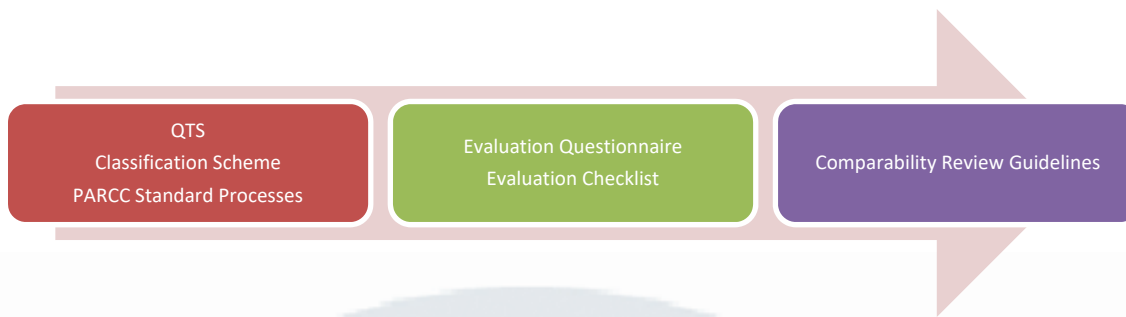 QTS
Classification Scheme
PARCC Standard Processes
Evaluation Questionnaire
Evaluation Checklist
Comparability Review Guidelines